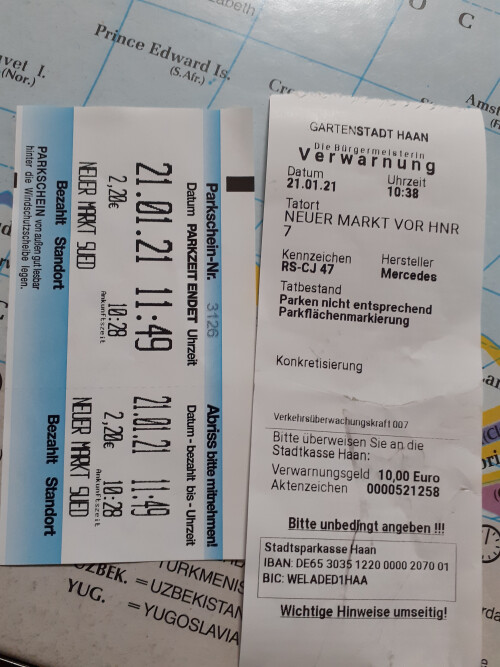 Prince Edward Is.
(S.Afr.)
(Nor.)
O C
Parkschein-Nr. 3126
Datum PARKZEIT ENDET Uhrzeit
21.01.21 11:49
2,20€ 10:28
Ankunftszeit
NEUER MARKT SUED
Bezahlt Standort
PARKSCHEIN von außen gut lesbar
hinter die Windschutzscheibe legen.
Abriss bitte mitnehmen!
Datum - bezahlt bis - Uhrzeit
21.01.21 11:49
2,20€ 10:28
Ankunftszeit
NEUER MARKT SUED
Bezahlt Standort
GARTENSTADT HAAN
Die Bürgermeisterin
Verwarnung
Datum Uhrzeit
21.01.21 10:38
Tatort
NEUER MARKT VOR HNR
7
Kennzeichen Hersteller
RS-CJ 47 Mercedes
Tatbestand
Parken nicht entsprechend
Parkflächenmarkierung
Konkretisierung
Verkehrsüberwachungskraft 007
Bitte überweisen Sie an die
Stadtkasse Haan:
Verwarnungsgeld 10,00 Euro
Aktenzeichen 0000521258
Bitte unbedingt angeben !!!
Stadtsparkasse Haan
IBAN: DE65 3035 1220 0000 2070 01
BIC: WELADED1HAA
Wichtige Hinweise umseitig!
TURKMENIS
UZBEK. = UZBEKISTAN
YUG. = YUGOSLAVIA